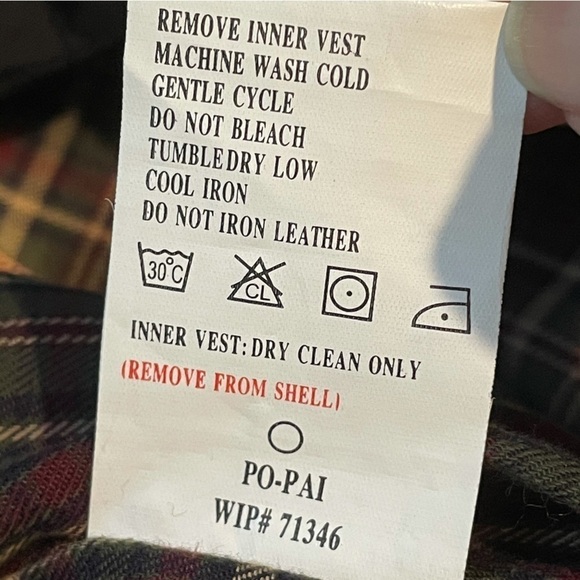 REMOVE INNER VEST
MACHINE WASH COLD
GENTLE CYCLE
DO NOT BLEACH
TUMBLEDRY LOW
COOL IRON
DO NOT IRON LEATHER
30°C CL
INNER VEST: DRY CLEAN ONLY
(REMOVE FROM SHELL)
PO-PAI
WIP# 71346